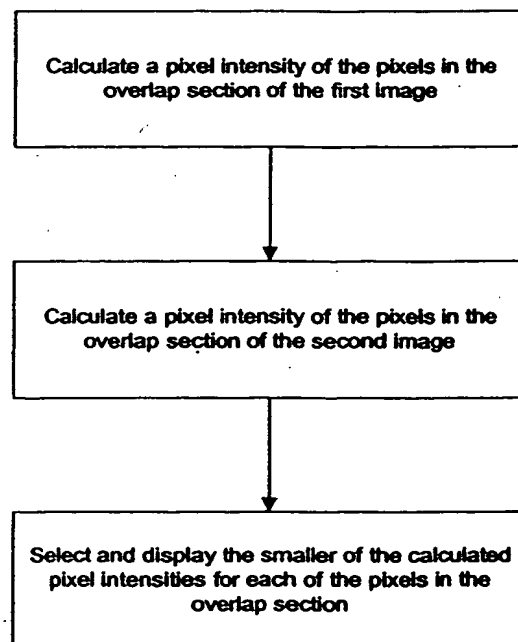 Calculate a pixel intensity of the pixels in the
overlap section of the first image
Calculate a pixel intensity of the pixels in the
overlap section of the second image
Select and display the smaller of the calculated
pixel intensities for each of the pixels in the
overlap section